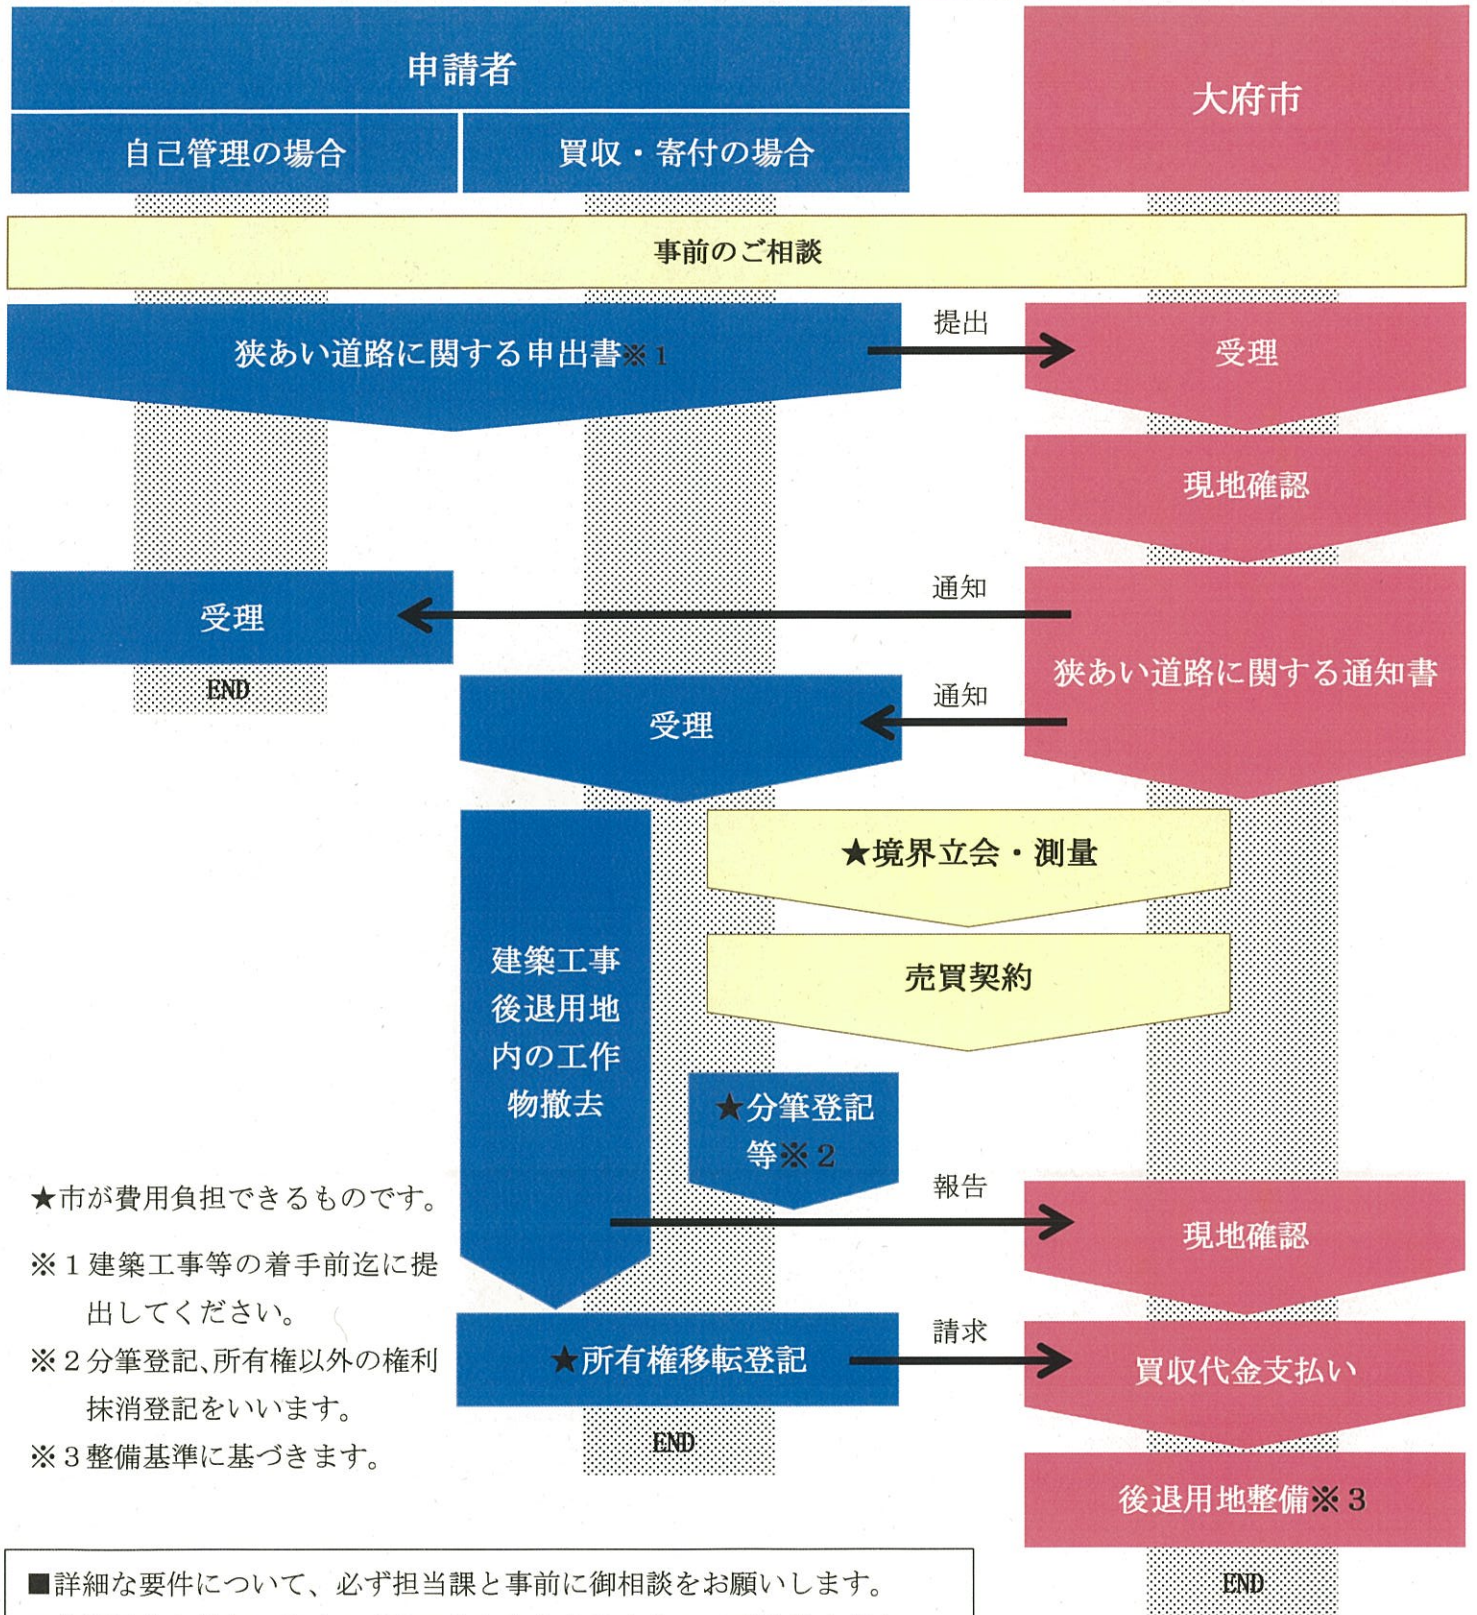 申請者
大府市
自己管理の場合
買収・寄付の場合
事前のご相談
狭あい道路に関する申出書※1
提出
受理
現地確認
通知
受理
狭あい道路に関する通知書
END
通知
受理
★境界立会・測量
売買契約
建築工事
後退用地
内の工作
物撤去
★分筆登記
等※2
報告
現地確認
★所有権移転登記
請求
買収代金支払い
END
後退用地整備※3
END
★市が費用負担できるものです。
※1建築工事等の着手前迄に提
出してください。
※2分筆登記、所有権以外の権利
抹消登記をいいます。
※3整備基準に基づきます。
■詳細な要件について、必ず担当課と事前に御相談をお願いします。